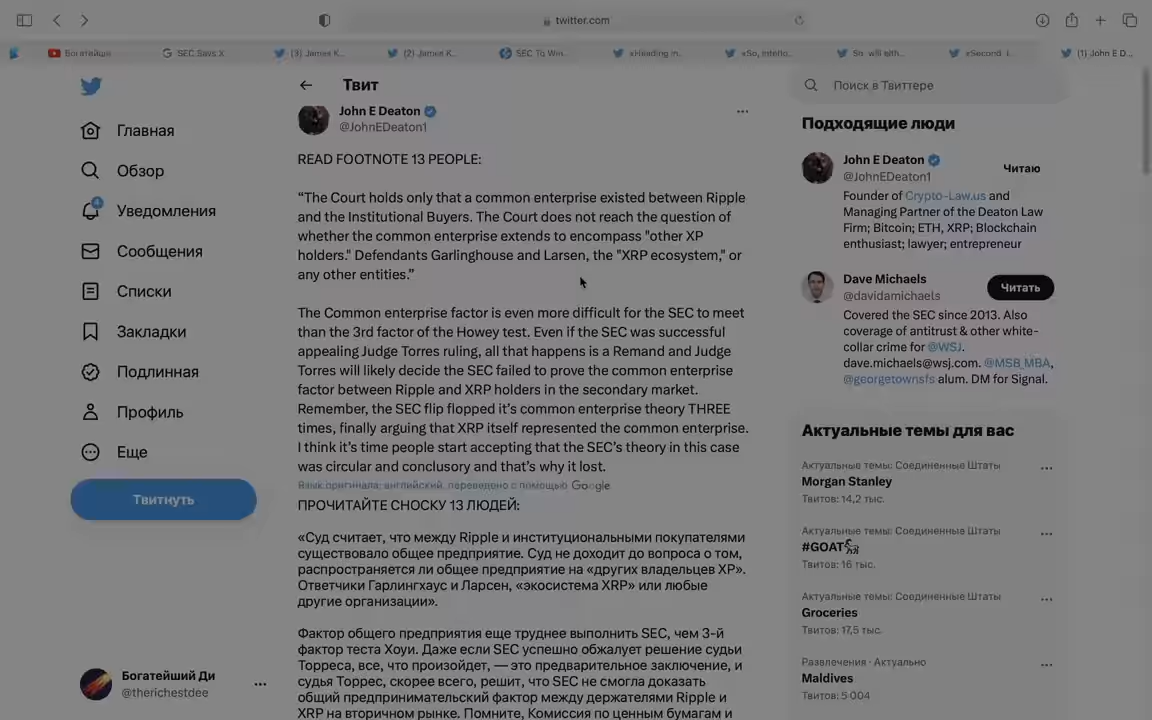 twitter.com
Богатейши...
SEC Says X...
(3) James K...
(2) James K...
SEC To Win...
«Heading in...
«So, interlo...
«Second, i...
(1) John E D...
Твит
Поиск в Твиттере
Главная
Обзор
4
Уведомления
Сообщения
Списки
Закладки
Подлинная
Профиль
Еще
Твитнуть
Богатейший Ди
@therichestdee
John E Deaton
@JohnEDeaton1
READ FOOTNOTE 13 PEOPLE:
“The Court holds only that a common enterprise existed between Ripple
and the Institutional Buyers. The Court does not reach the question of
whether the common enterprise extends to encompass "other XP
holders." Defendants Garlinghouse and Larsen, the "XRP ecosystem," or
any other entities.”
The Common enterprise factor is even more difficult for the SEC to meet
than the 3rd factor of the Howey test. Even if the SEC was successful
appealing Judge Torres ruling, all that happens is a Remand and Judge
Torres will likely decide the SEC failed to prove the common enterprise
factor between Ripple and XRP holders in the secondary market.
Remember, the SEC flip flopped it’s common enterprise theory THREE
times, finally arguing that XRP itself represented the common enterprise.
I think it’s time people start accepting that the SEC’s theory in this case
was circular and conclusory and that’s why it lost.
Язык оригинала: английский, переведено с помощью Google
ПРОЧИТАЙТЕ СНОСКУ 13 ЛЮДЕЙ:
«Суд считает, что между Ripple и институциональными покупателями
существовало общее предприятие. Суд не доходит до вопроса о том,
распространяется ли общее предприятие на «других владельцев XP».
Ответчики Гарлингхаус и Ларсен, «экосистема XRP» или любые
другие организации».
Фактор общего предприятия еще труднее выполнить SEC, чем 3-й
фактор теста Хоуи. Даже если SEC успешно обжалует решение судьи
Торреса, все, что произойдет, — это предварительное заключение, и
судья Торрес, скорее всего, решит, что SEC не смогла доказать
общий предпринимательский фактор между держателями Ripple и
XRP на вторичном рынке. Помните, Комиссия по ценным бумагам и
Подходящие люди
John E Deaton
@JohnEDeaton1
Читаю
Founder of Crypto-Law.us and
Managing Partner of the Deaton Law
Firm; Bitcoin; ETH, XRP; Blockchain
enthusiast; lawyer; entrepreneur
Dave Michaels
@davidamichaels
Читать
Covered the SEC since 2013. Also
coverage of antitrust & other white-
collar crime for @WSJ.
dave.michaels@wsj.com. @MSB_MBA,
@georgetownsfs alum. DM for Signal.
Актуальные темы для вас
Актуальные темы: Соединенные Штаты
Morgan Stanley
Твитов: 14,2 тыс.
Актуальные темы: Соединенные Штаты
#GOAT
Твитов: 16 тыс.
Актуальные темы: Соединенные Штаты
Groceries
Твитов: 17,5 тыс.
Развлечения · Актуально
Maldives
Твитов: 5 004